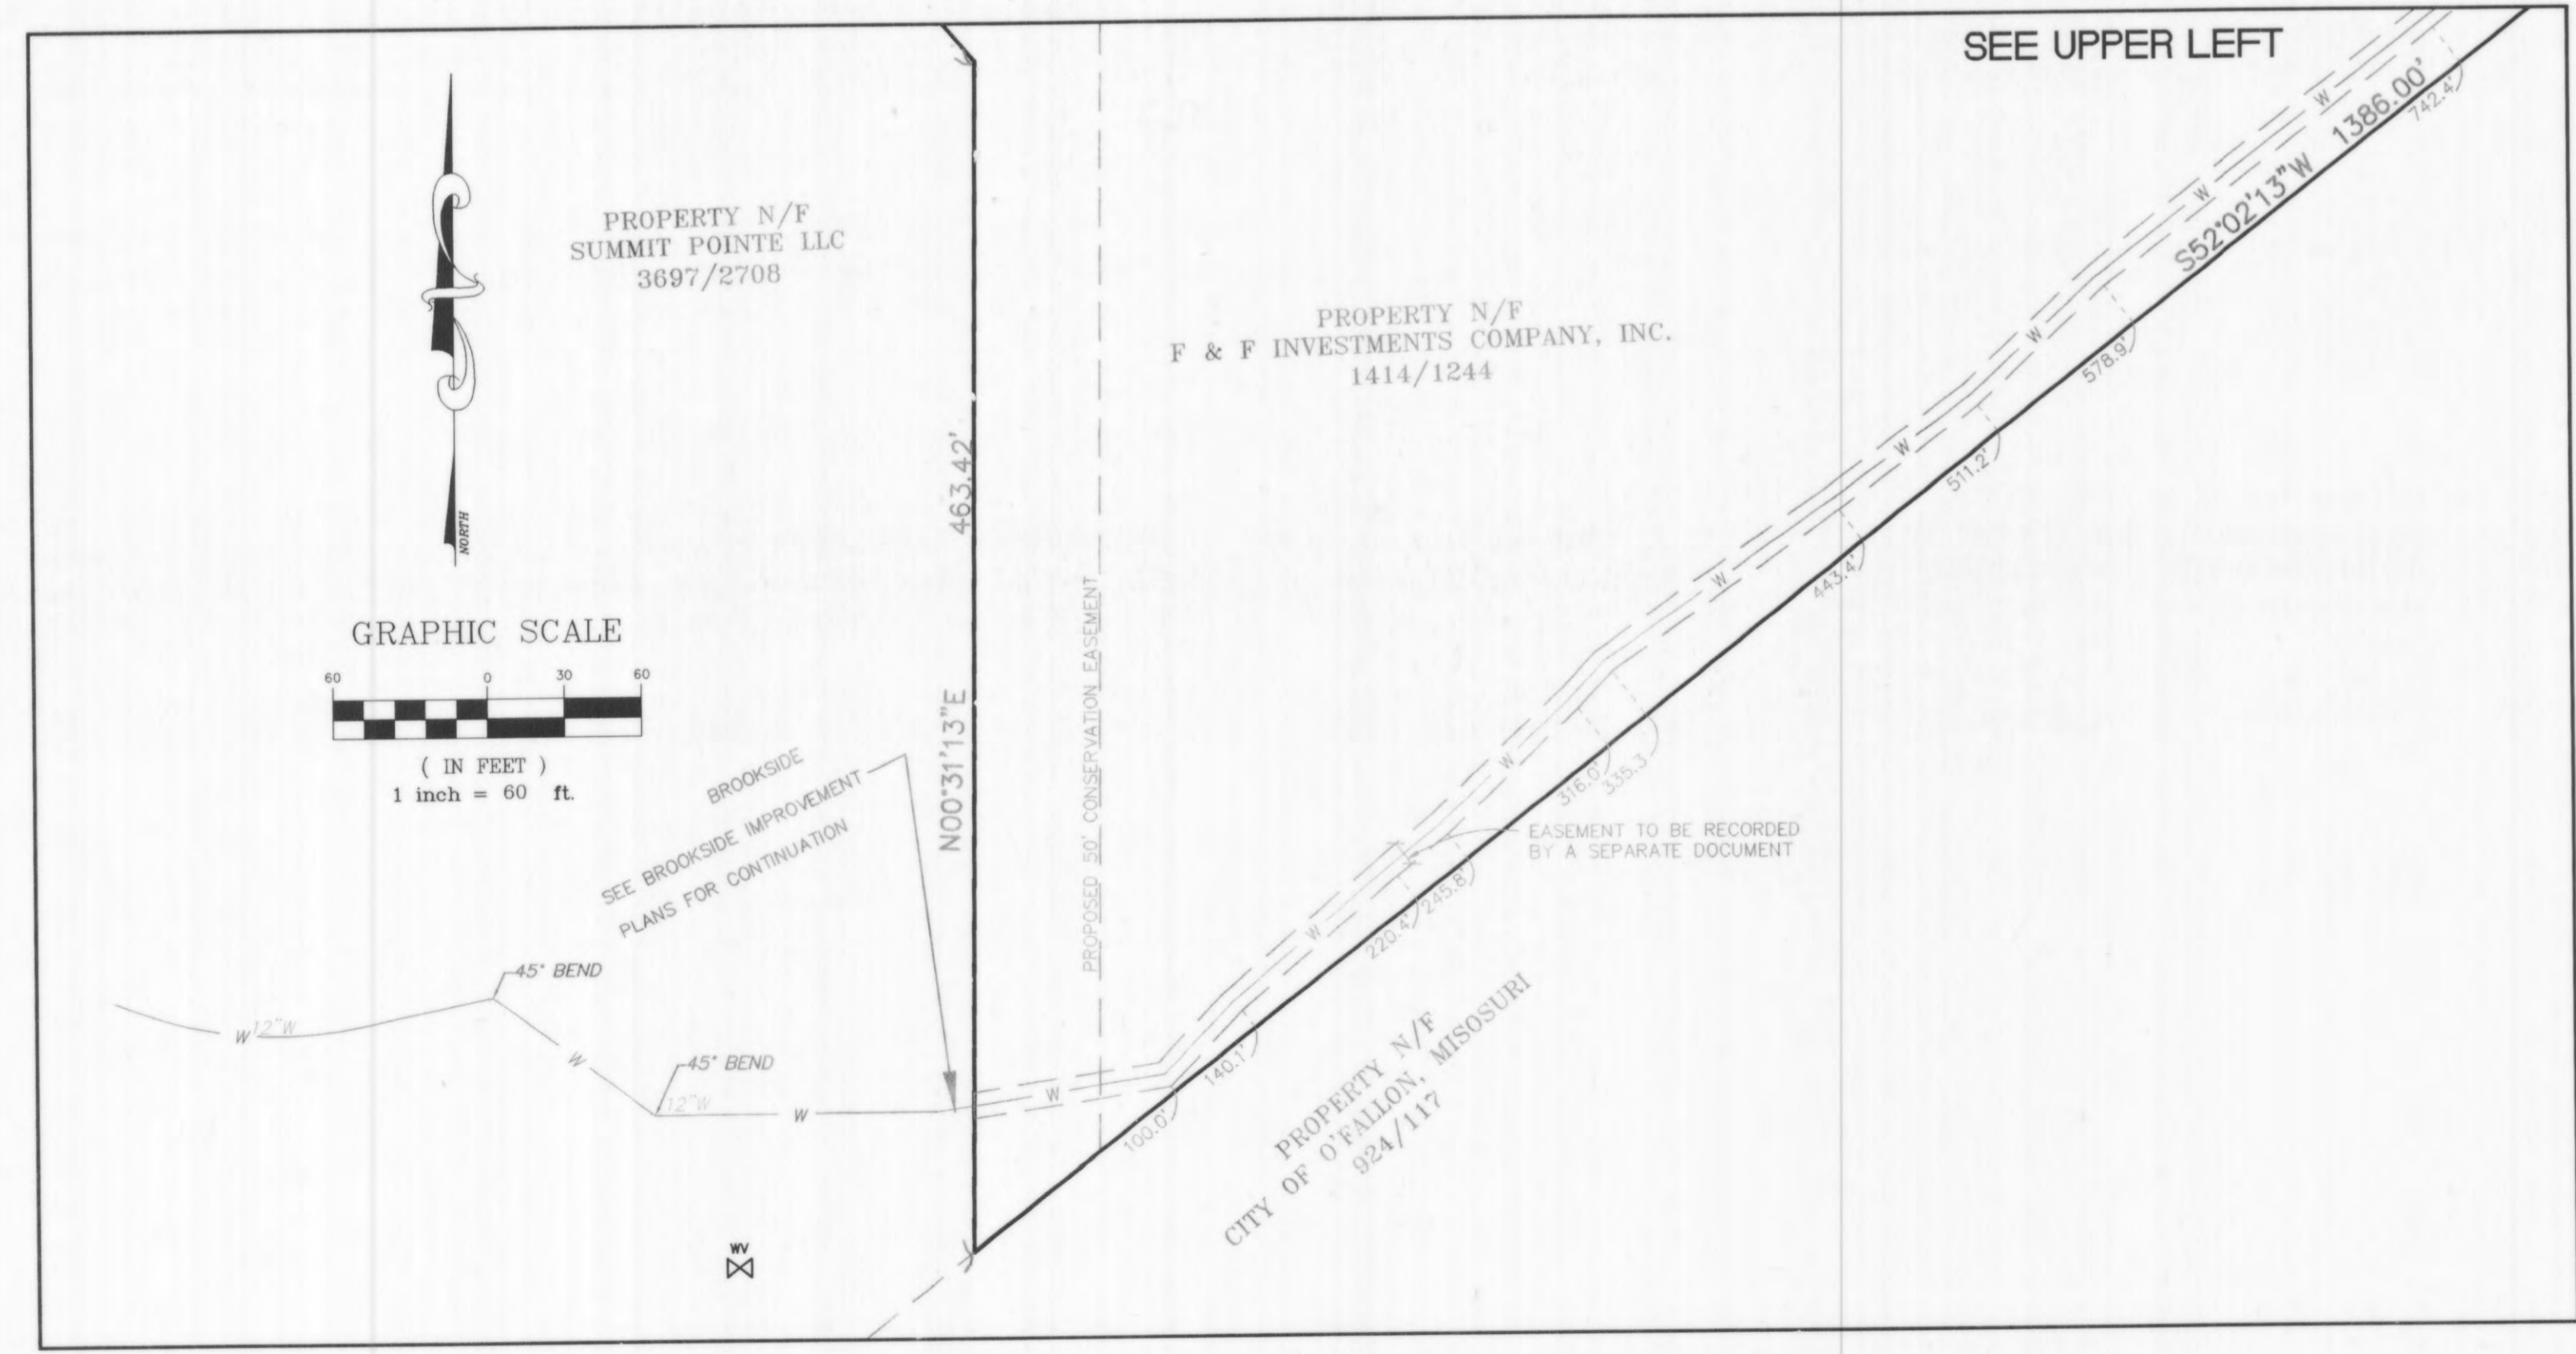 SEE UPPER LEFT
PROPERTY N/F
SUMMIT POINTE LLC
3697/2708
NORTH
GRAPHIC SCALE
60 0 30 60
( IN FEET )
1 inch = 60 ft.
PROPERTY N/F
F & F INVESTMENTS COMPANY, INC.
1414/1244
463.42'
N00°31'13"E
PROPOSED 50' CONSERVATION EASEMENT
S52°02'13"W 1386.00'
742.4'
578.9'
511.2'
443.4'
335.3
316.0'
245.8'
220.4'
140.1'
100.0'
W
W
W
W
W
W
W
W
EASEMENT TO BE RECORDED
BY A SEPARATE DOCUMENT
BROOKSIDE
SEE BROOKSIDE IMPROVEMENT
PLANS FOR CONTINUATION
45° BEND
W 12"W
W
45° BEND
12"W
W
PROPERTY N/F
CITY OF O'FALLON, MISOSURI
924/117
WV